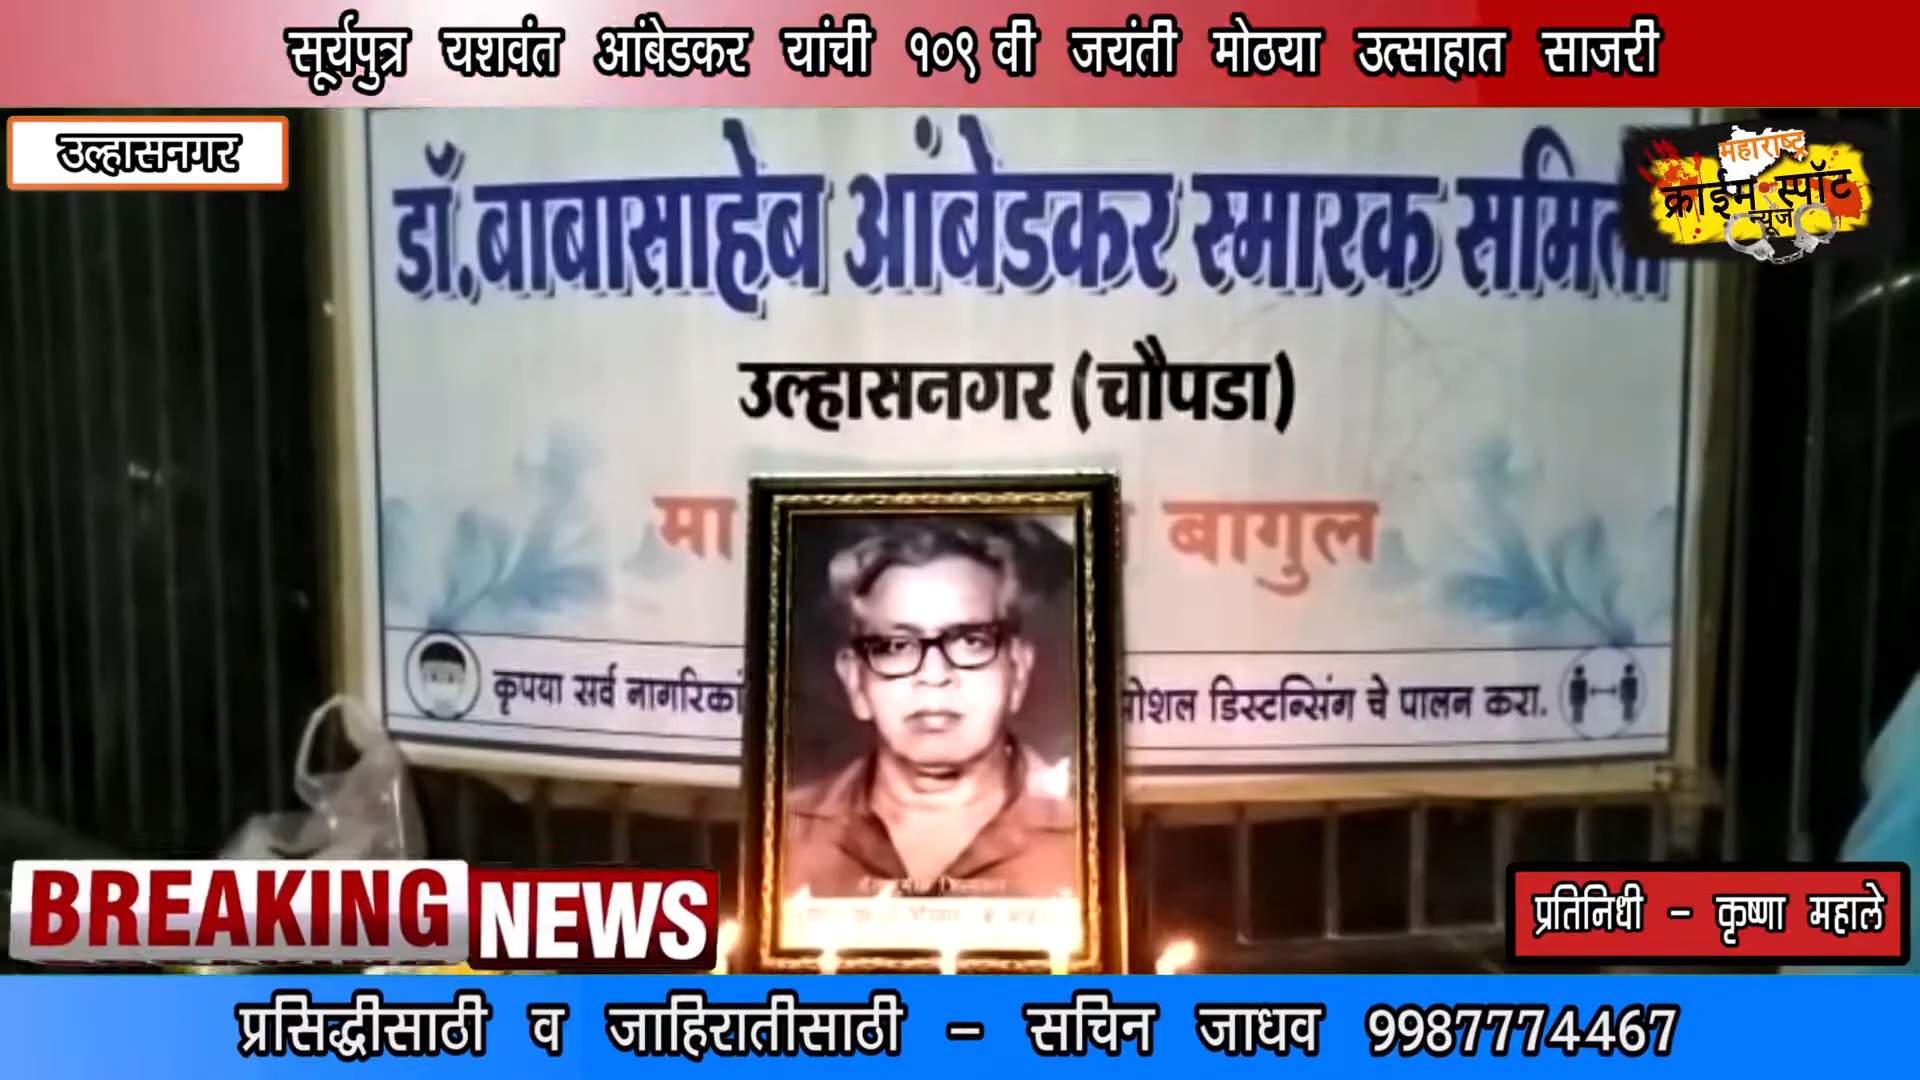 सूर्यपुत्र यशवंत आंबेडकर यांची १०९ वी जयंती मोठया उत्साहात साजरी
उल्हासनगर
महाराष्ट्र
क्राईम स्पॉट
न्यूज
डॉ.बाबासाहेब आंबेडकर स्मारक समिती
उल्हासनगर (चौपडा)
मा
बागुल
कृपया सर्व नागरिकां
सोशल डिस्टन्सिंग चे पालन करा.
BREAKING NEWS
प्रतिनिधी - कृष्णा महाले
प्रसिद्धीसाठी व जाहिरातीसाठी - सचिन जाधव 9987774467